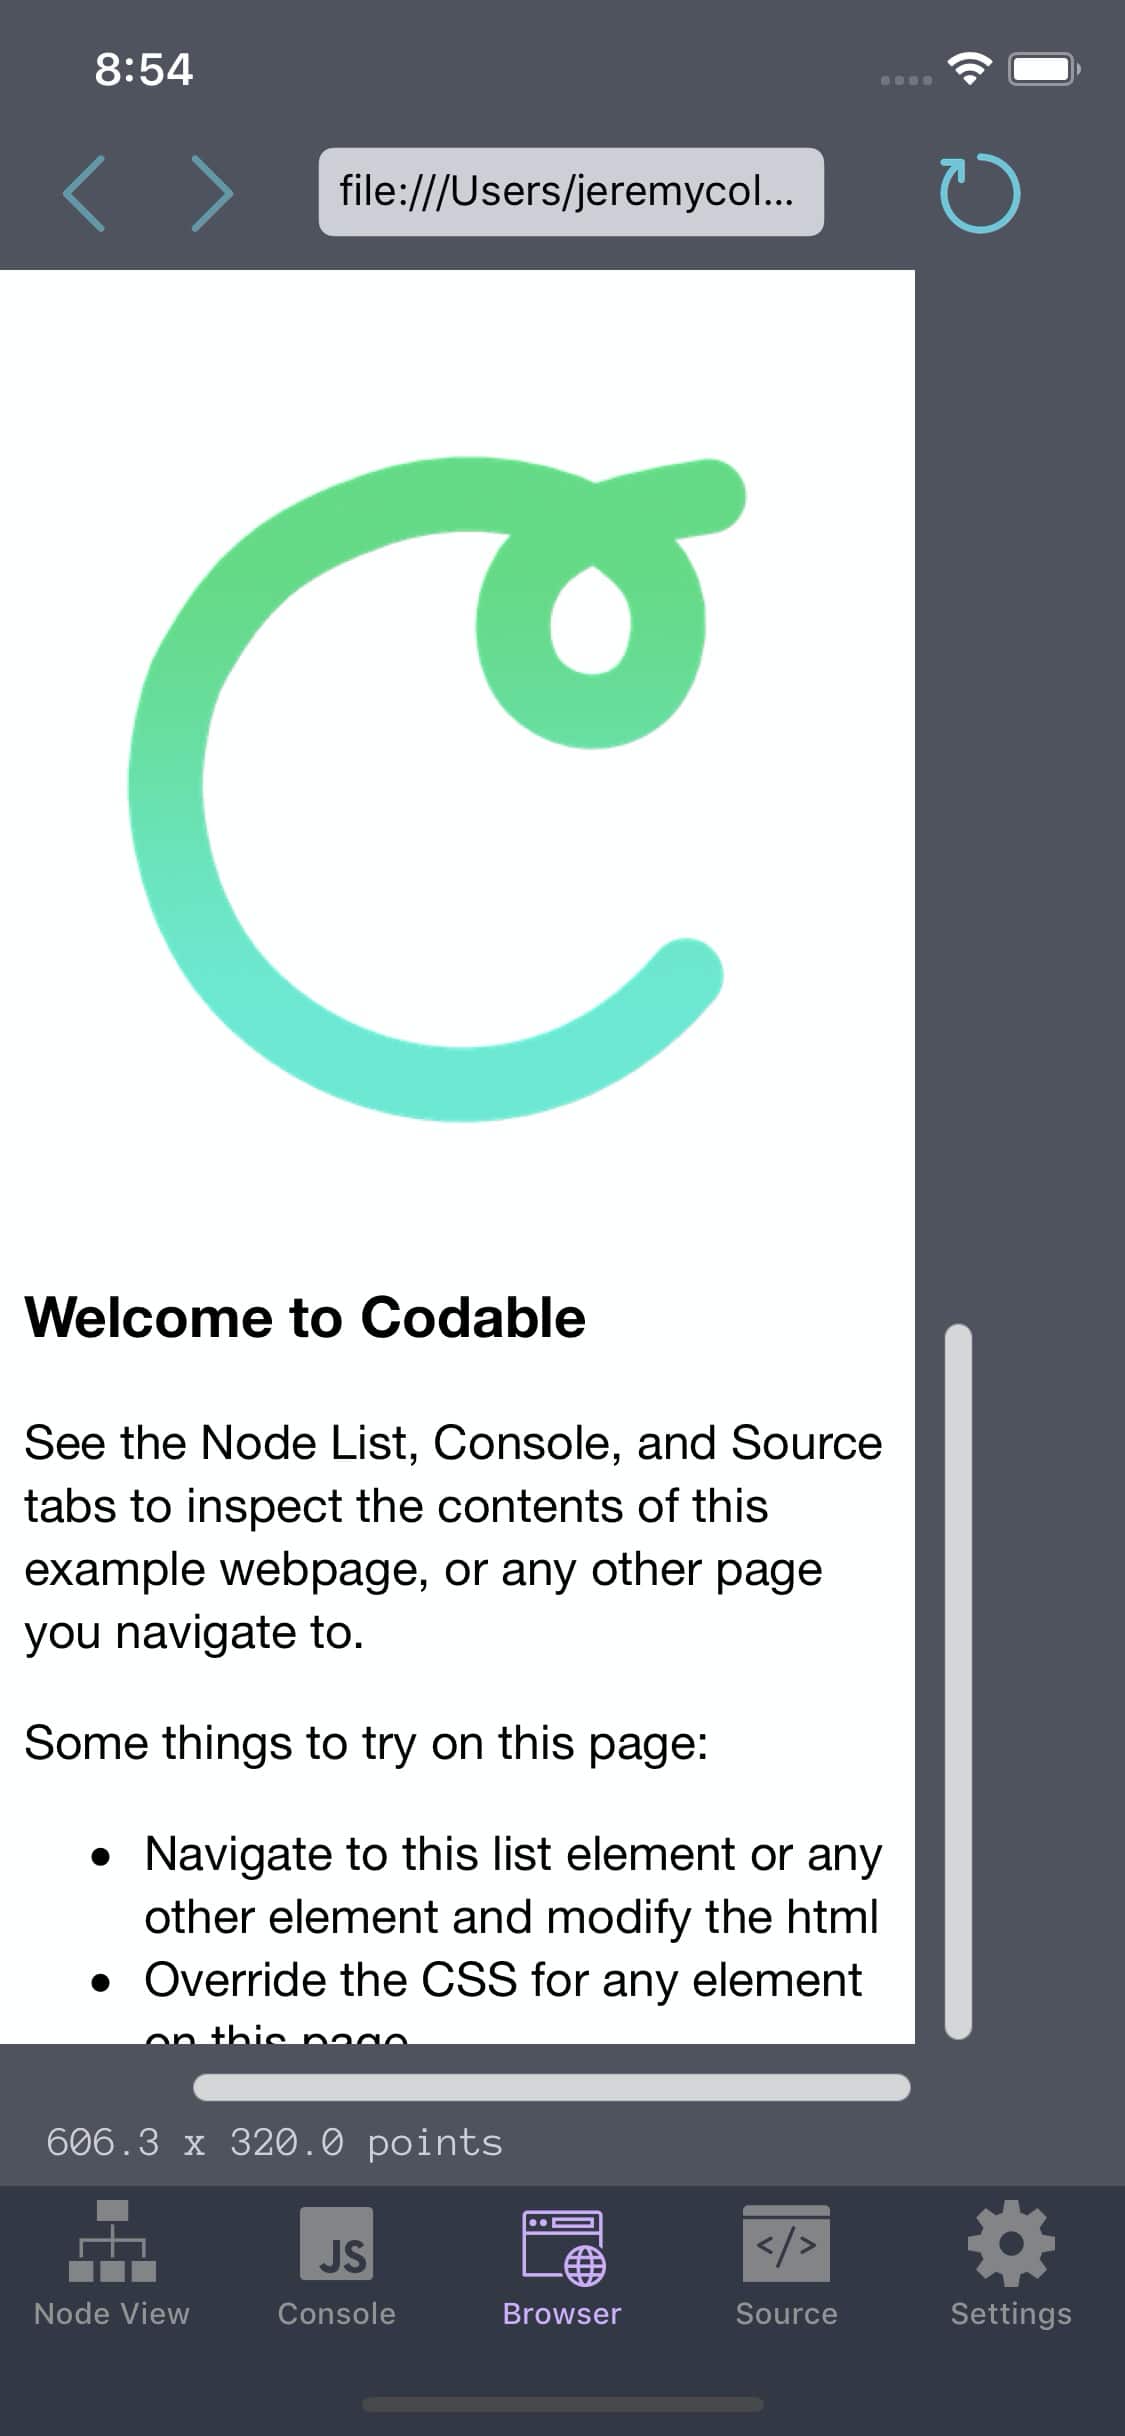 8:54
file:///Users/jeremycol...
Welcome to Codable
See the Node List, Console, and Source
tabs to inspect the contents of this
example webpage, or any other page
you navigate to.
Some things to try on this page:
Navigate to this list element or any
other element and modify the html
Override the CSS for any element
on this page
606.3 x 320.0 points
JS
</>
Node View
Console
Browser
Source
Settings